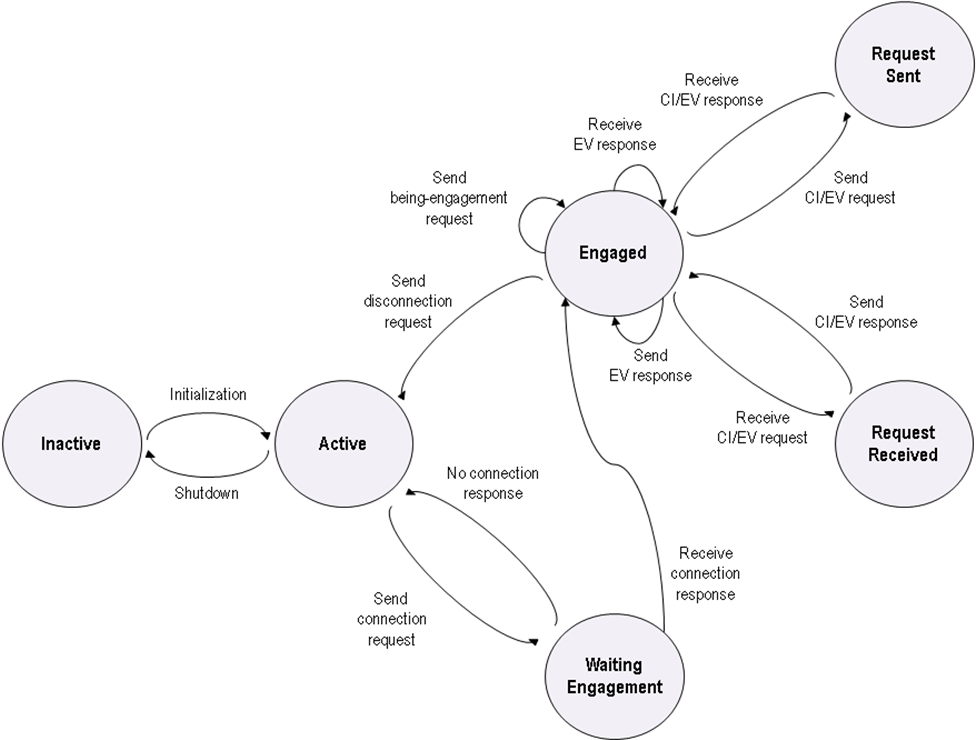 Request
Sent
Receive
CI/EV response
Receive
EV response
Send
CI/EV request
Send
being-engagement
request
Engaged
Send
disconnection
request
Send
CI/EV response
Send
EV response
Receive
CI/EV request
Request
Received
Initialization
Inactive
Active
Shutdown
No connection
response
Send
connection
request
Receive
connection
response
Waiting
Engagement